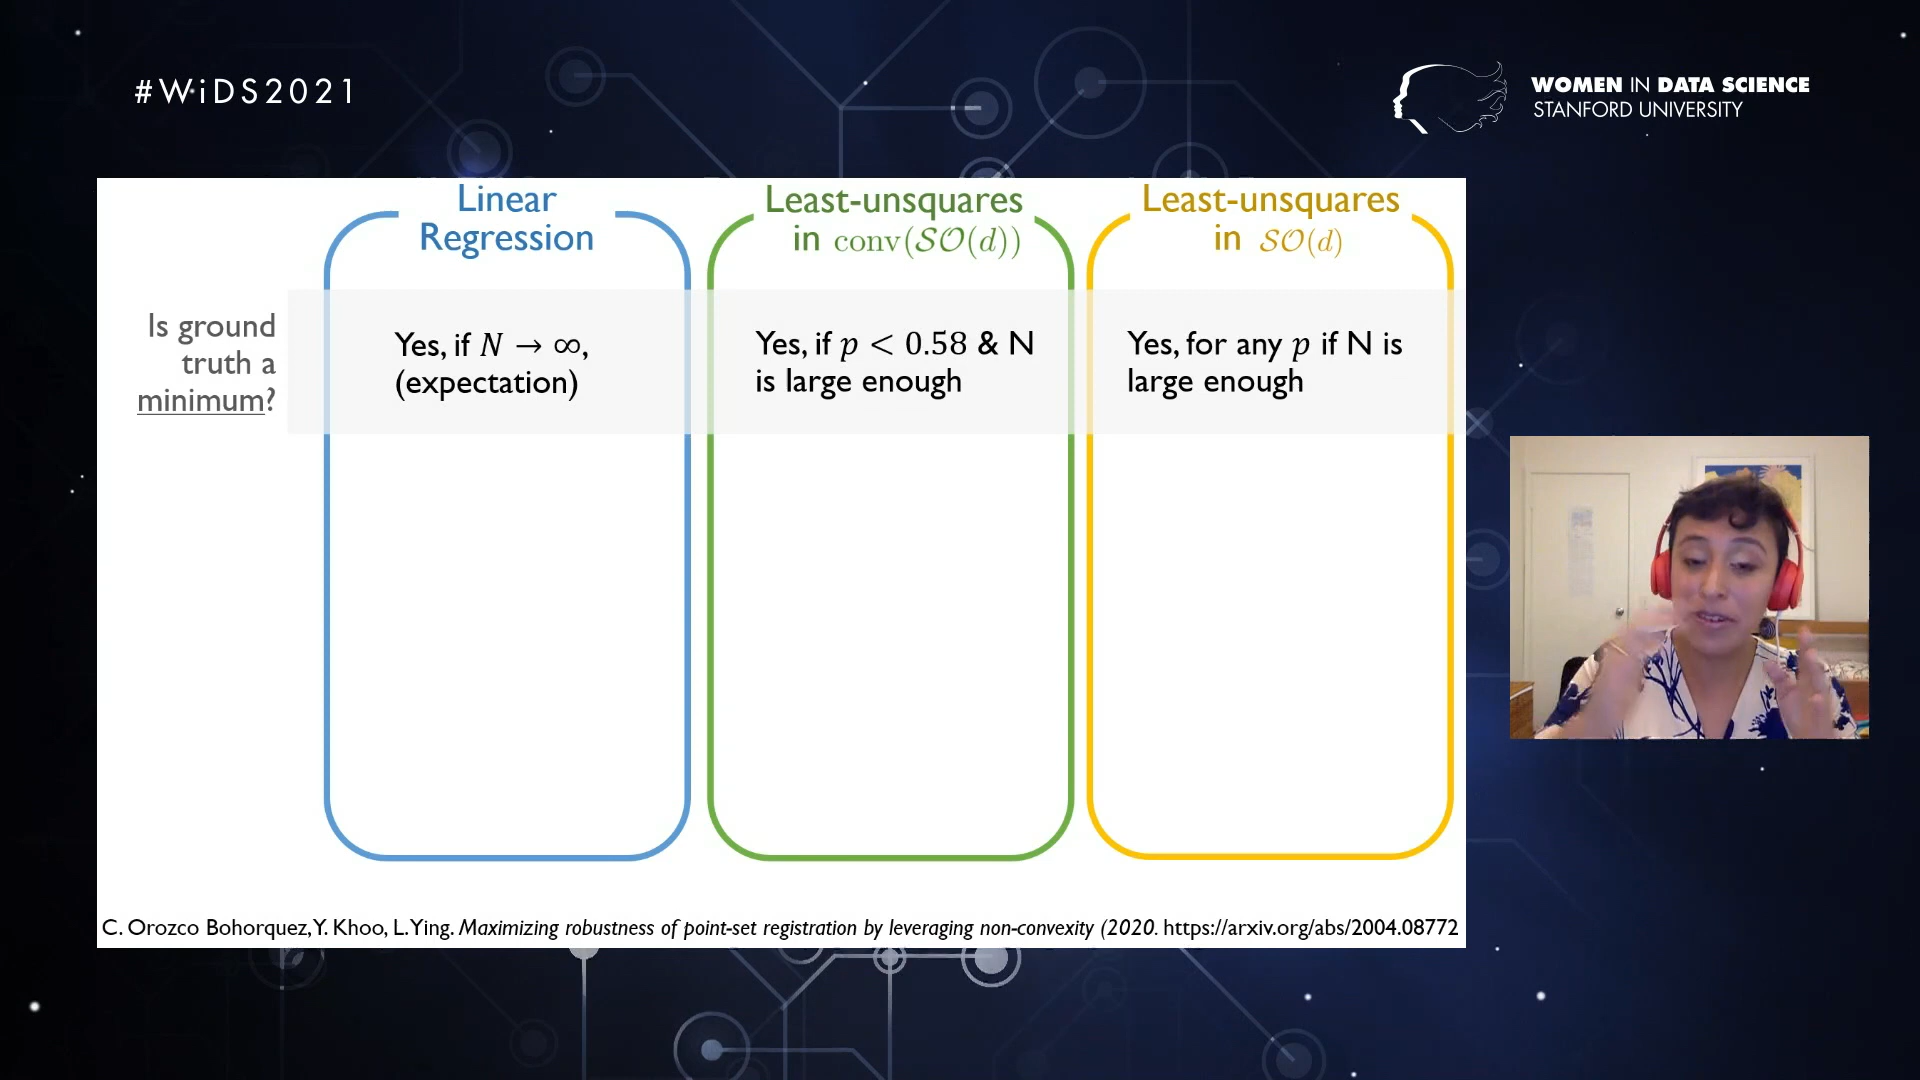 #WiDS2021
WOMEN IN DATA SCIENCE
STANFORD UNIVERSITY
Linear
Regression
Least-unsquares
in conv(𝒮𝒪(d))
Least-unsquares
in 𝒮𝒪(d)
Is ground
truth a
minimum?
Yes, if N → ∞,
(expectation)
Yes, if p < 0.58 & N
is large enough
Yes, for any p if N is
large enough
C. Orozco Bohorquez, Y. Khoo, L. Ying. Maximizing robustness of point-set registration by leveraging non-convexity (2020. https://arxiv.org/abs/2004.08772